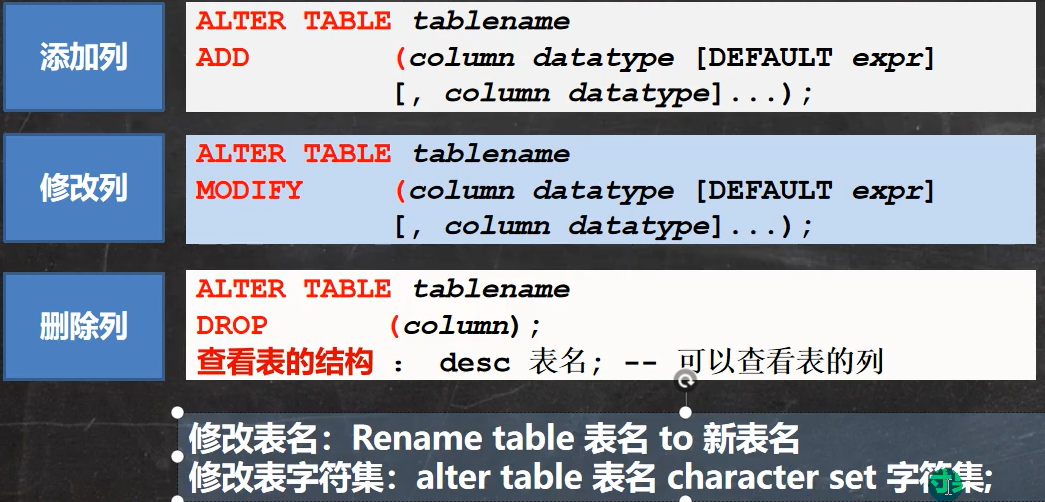 添加列
ALTER TABLE tablename
ADD (column datatype [DEFAULT expr]
[, column datatype]...);
修改列
ALTER TABLE tablename
MODIFY (column datatype [DEFAULT expr]
[, column datatype]...);
删除列
ALTER TABLE tablename
DROP (column);
查看表的结构 : desc 表名; -- 可以查看表的列
修改表名：Rename table 表名 to 新表名
修改表字符集：alter table 表名 character set 字符集;